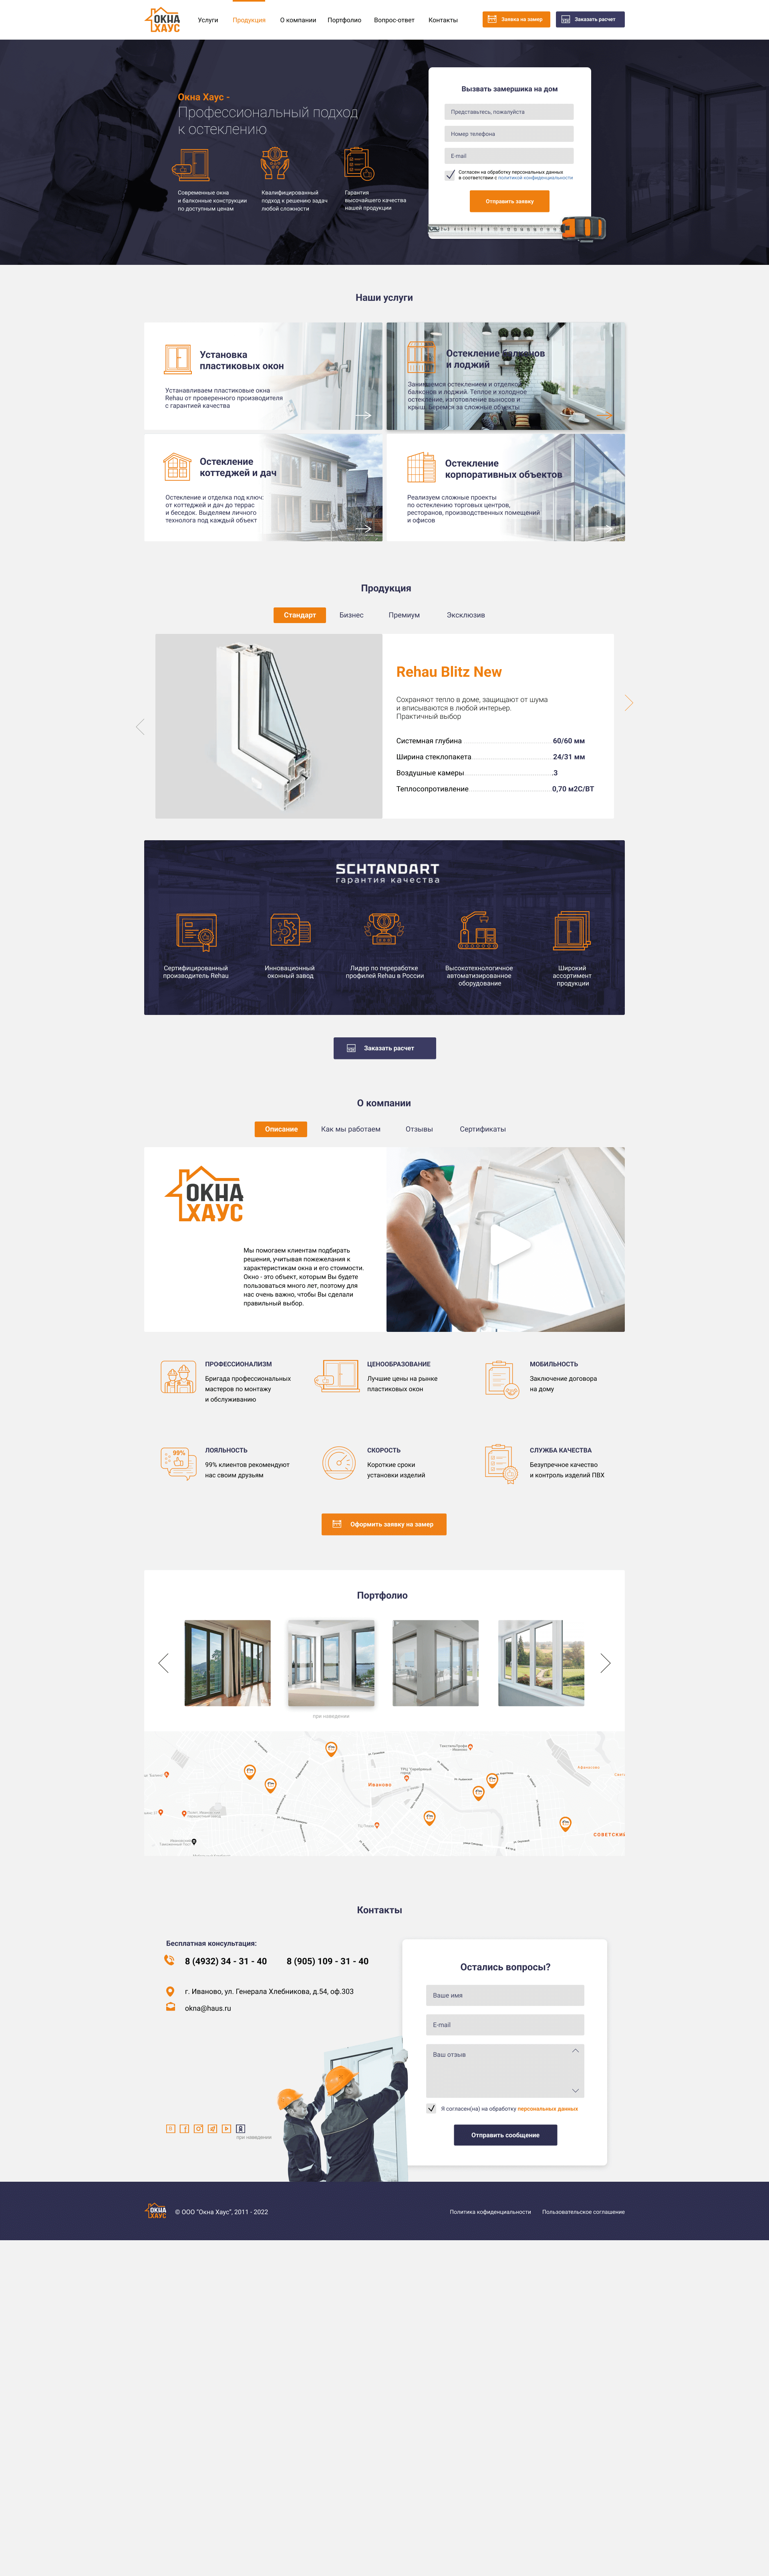 ОКНА
ХАУС
Услуги
Продукция
О компании
Портфолио
Вопрос-ответ
Контакты
Заявка на замер
Заказать расчет
Окна Хаус -
Профессиональный подход
к остеклению
Современные окна
и балконные конструкции
по доступным ценам
Квалифицированный
подход к решению задач
любой сложности
Гарантия
высочайшего качества
нашей продукции
Вызвать замерщика на дом
Представьтесь, пожалуйста
Номер телефона
E-mail
Согласен на обработку персональных данных
в соответствии с политикой конфиденциальности
Отправить заявку
Наши услуги
Установка
пластиковых окон
Устанавливаем пластиковые окна
Rehau от проверенного производителя
с гарантией качества
Остекление балконов
и лоджий
Занимаемся остеклением и отделкой
балконов и лоджий. Теплое и холодное
остекление, изготовление выносов и
крыш. Беремся за сложные объекты
Остекление
коттеджей и дач
Остекление и отделка под ключ:
от коттеджей и дач до террас
и беседок. Выделяем личного
технолога под каждый объект
Остекление
корпоративных объектов
Реализуем сложные проекты
по остеклению торговых центров,
ресторанов, производственных помещений
и офисов
Продукция
Стандарт
Бизнес
Премиум
Эксклюзив
Rehau Blitz New
Сохраняют тепло в доме, защищают от шума
и вписываются в любой интерьер.
Практичный выбор
Системная глубина 60/60 мм
Ширина стеклопакета 24/31 мм
Воздушные камеры 3
Теплосопротивление 0,70 м2С/ВТ
SCHTANDART
гарантия качества
Сертифицированный
производитель Rehau
Инновационный
оконный завод
Лидер по переработке
профилей Rehau в России
Высокотехнологичное
автоматизированное
оборудование
Широкий
ассортимент
продукции
Заказать расчет
О компании
Описание
Как мы работаем
Отзывы
Сертификаты
ОКНА
ХАУС
Мы помогаем клиентам подбирать
решения, учитывая пожежелания к
характеристикам окна и его стоимости.
Окно - это объект, которым Вы будете
пользоваться много лет, поэтому для
нас очень важно, чтобы Вы сделали
правильный выбор.
ПРОФЕССИОНАЛИЗМ
Бригада профессиональных
мастеров по монтажу
и обслуживанию
ЦЕНООБРАЗОВАНИЕ
Лучшие цены на рынке
пластиковых окон
МОБИЛЬНОСТЬ
Заключение договора
на дому
99%
ЛОЯЛЬНОСТЬ
99% клиентов рекомендуют
нас своим друзьям
СКОРОСТЬ
Короткие сроки
установки изделий
СЛУЖБА КАЧЕСТВА
Безупречное качество
и контроль изделий ПВХ
Оформить заявку на замер
Портфолио
при наведении
Иваново
СОВЕТСКИЙ
Контакты
Бесплатная консультация:
8 (4932) 34 - 31 - 40
8 (905) 109 - 31 - 40
г. Иваново, ул. Генерала Хлебникова, д.54, оф.303
okna@haus.ru
при наведении
Остались вопросы?
Ваше имя
E-mail
Ваш отзыв
Я согласен(на) на обработку персональных данных
Отправить сообщение
ОКНА
ХАУС
© ООО "Окна Хаус", 2011 - 2022
Политика кофиденциальности
Пользовательское соглашение